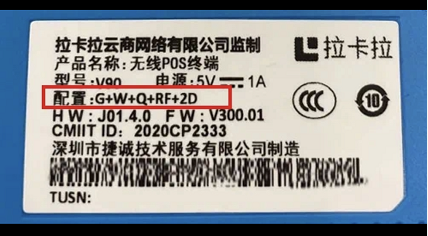 拉卡拉云商网络有限公司监制
拉卡拉
产品名称: 无线POS终端
型号: V90 电源: 5V⎓1A
配置: G+W+Q+RF+2D
CCC
10
HW: J01.4.0 FW: V300.01
CMIIT ID: 2020CP2333
深圳市捷诚技术服务有限公司制造
TUSN: